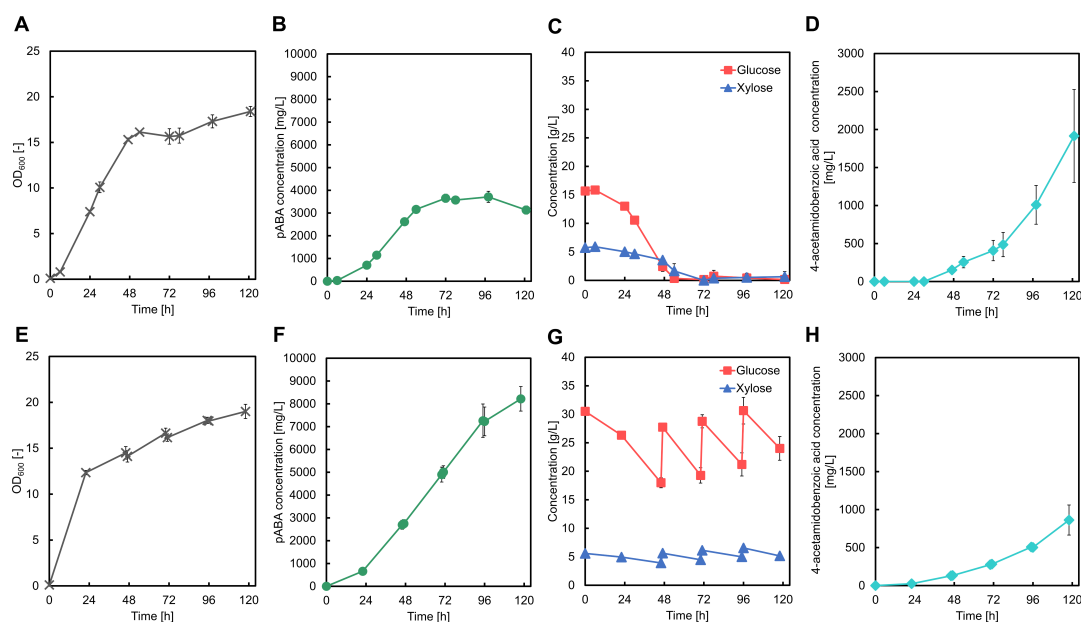 A
OD600 [-]
25
20
15
10
5
0
0 24 48 72 96 120
Time [h]
B
pABA concentration [mg/L]
10000
9000
8000
7000
6000
5000
4000
3000
2000
1000
0
0 24 48 72 96 120
Time [h]
C
Concentration [g/L]
40
35
30
25
20
15
10
5
0
Glucose
Xylose
0 24 48 72 96 120
Time [h]
D
4-acetamidobenzoic acid concentration
[mg/L]
3000
2500
2000
1500
1000
500
0
0 24 48 72 96 120
Time [h]
E
OD600 [-]
25
20
15
10
5
0
0 24 48 72 96 120
Time [h]
F
pABA concentration [mg/L]
10000
9000
8000
7000
6000
5000
4000
3000
2000
1000
0
0 24 48 72 96 120
Time [h]
G
Concentration [g/L]
40
35
30
25
20
15
10
5
0
Glucose
Xylose
0 24 48 72 96 120
Time [h]
H
4-acetamidobenzoic acid concentration
[mg/L]
3000
2500
2000
1500
1000
500
0
0 24 48 72 96 120
Time [h]